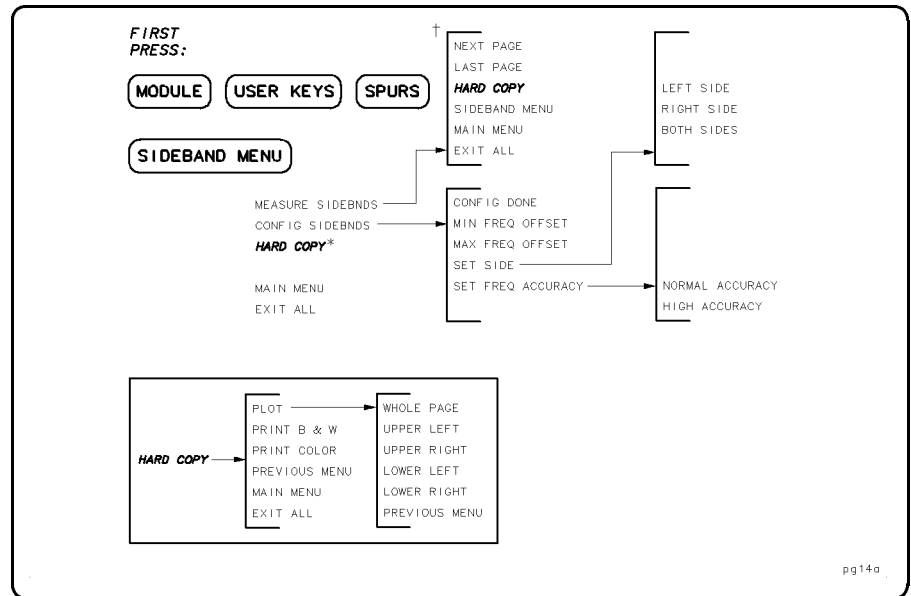 FIRST
PRESS:
MODULE USER KEYS SPURS
SIDEBAND MENU
MEASURE SIDEBNDS
CONFIG SIDEBNDS
HARD COPY*
MAIN MENU
EXIT ALL
†
NEXT PAGE
LAST PAGE
HARD COPY
SIDEBAND MENU
MAIN MENU
EXIT ALL
CONFIG DONE
MIN FREQ OFFSET
MAX FREQ OFFSET
SET SIDE
SET FREQ ACCURACY
LEFT SIDE
RIGHT SIDE
BOTH SIDES
NORMAL ACCURACY
HIGH ACCURACY
HARD COPY
PLOT
PRINT B & W
PRINT COLOR
PREVIOUS MENU
MAIN MENU
EXIT ALL
WHOLE PAGE
UPPER LEFT
UPPER RIGHT
LOWER LEFT
LOWER RIGHT
PREVIOUS MENU
pg14a